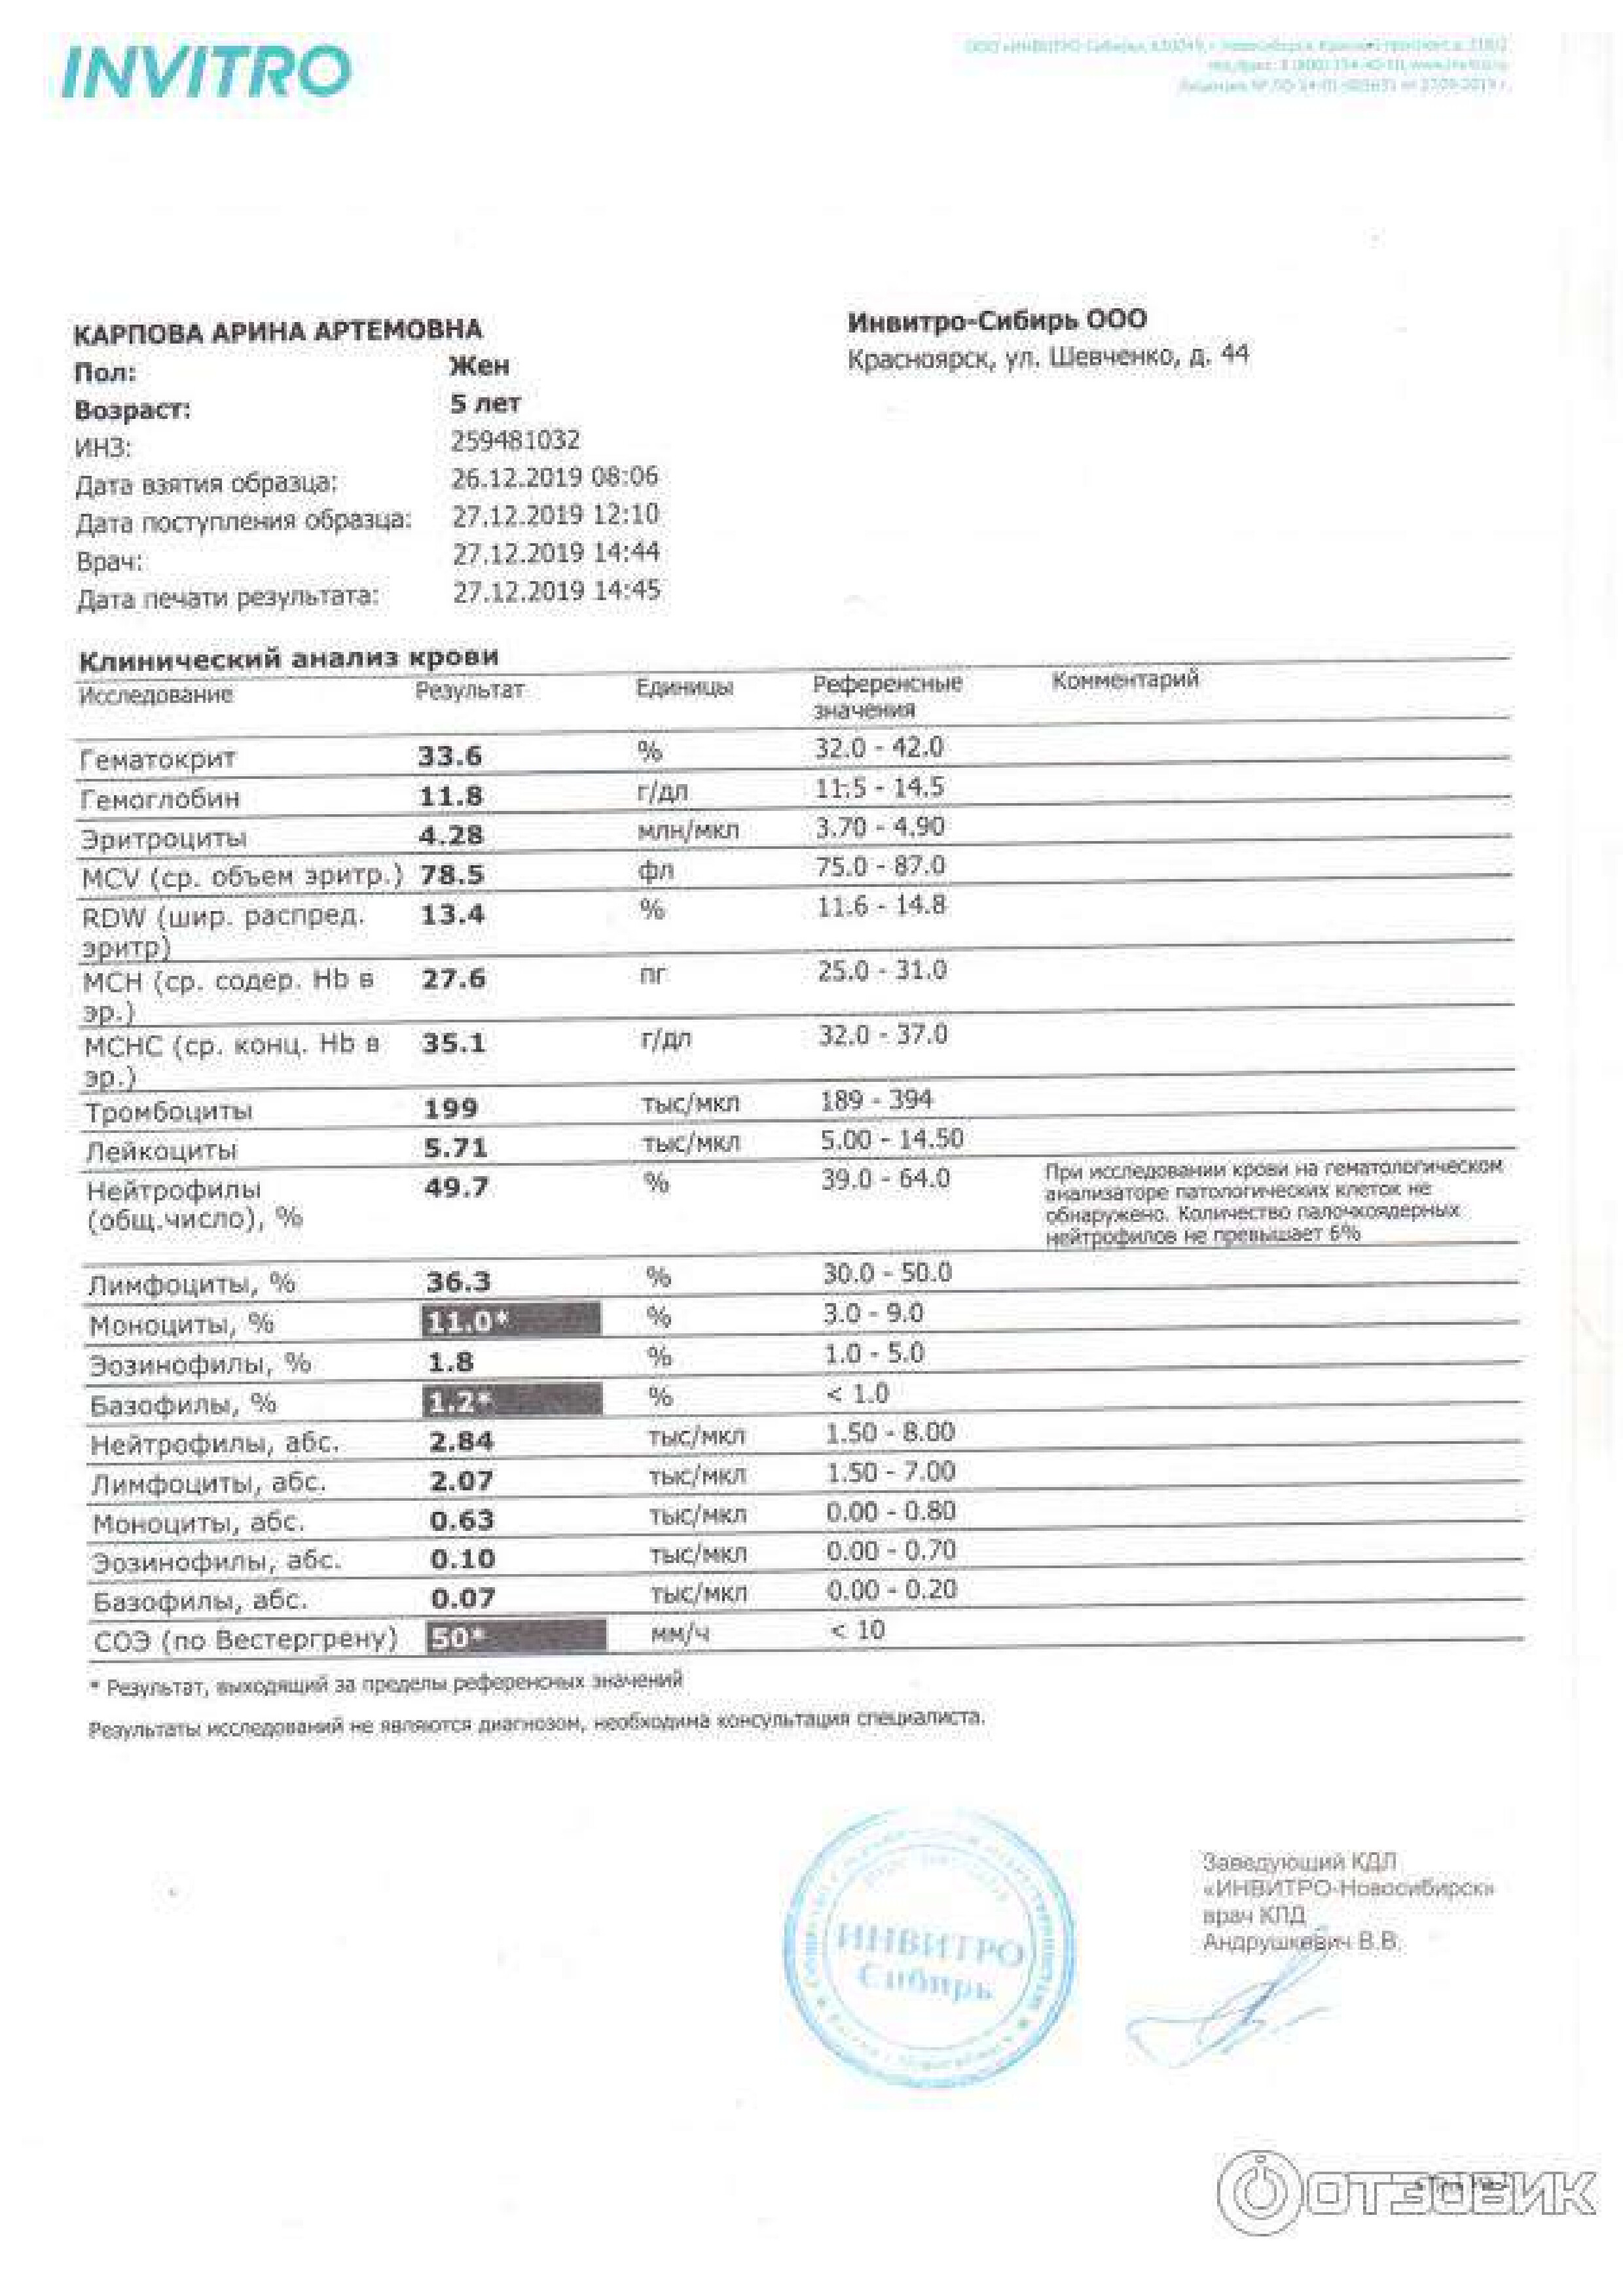 INVITRO
КАРПОВА АРИНА АРТЕМОВНА
Пол: Жен
Возраст: 5 лет
ИНЗ: 259481032
Дата взятия образца: 26.12.2019 08:06
Дата поступления образца: 27.12.2019 12:10
Врач: 27.12.2019 14:44
Дата печати результата: 27.12.2019 14:45
Инвитро-Сибирь ООО
Красноярск, ул. Шевченко, д. 44
Клинический анализ крови
Исследование Результат Единицы Референсные значения Комментарий
Гематокрит 33.6 % 32.0 - 42.0
Гемоглобин 11.8 г/дл 11.5 - 14.5
Эритроциты 4.28 млн/мкл 3.70 - 4.90
MCV (ср. объем эритр.) 78.5 фл 75.0 - 87.0
RDW (шир. распред. 13.4 % 11.6 - 14.8
эритр)
MCH (ср. содер. Hb в 27.6 пг 25.0 - 31.0
эр.)
MCHC (ср. конц. Hb в 35.1 г/дл 32.0 - 37.0
эр.)
Тромбоциты 199 тыс/мкл 189 - 394
Лейкоциты 5.71 тыс/мкл 5.00 - 14.50
Нейтрофилы 49.7 % 39.0 - 64.0
(общ.число), %
При исследовании крови на гематологическом
анализаторе патологических клеток не
обнаружено. Количество палочкоядерных
нейтрофилов не превышает 6%
Лимфоциты, % 36.3 % 30.0 - 50.0
Моноциты, % 11.0* % 3.0 - 9.0
Эозинофилы, % 1.8 % 1.0 - 5.0
Базофилы, % 1.2* % < 1.0
Нейтрофилы, абс. 2.84 тыс/мкл 1.50 - 8.00
Лимфоциты, абс. 2.07 тыс/мкл 1.50 - 7.00
Моноциты, абс. 0.63 тыс/мкл 0.00 - 0.80
Эозинофилы, абс. 0.10 тыс/мкл 0.00 - 0.70
Базофилы, абс. 0.07 тыс/мкл 0.00 - 0.20
СОЭ (по Вестергрену) 50* мм/ч < 10
* Результат, выходящий за пределы референсных значений
Результаты исследований не являются диагнозом, необходима консультация специалиста.
ИНВИТРО
Сибирь
Заведующий КДЛ
«ИНВИТРО-Новосибирск»
врач КЛД
Андрушкевич В.В.
ОТЗОВИК